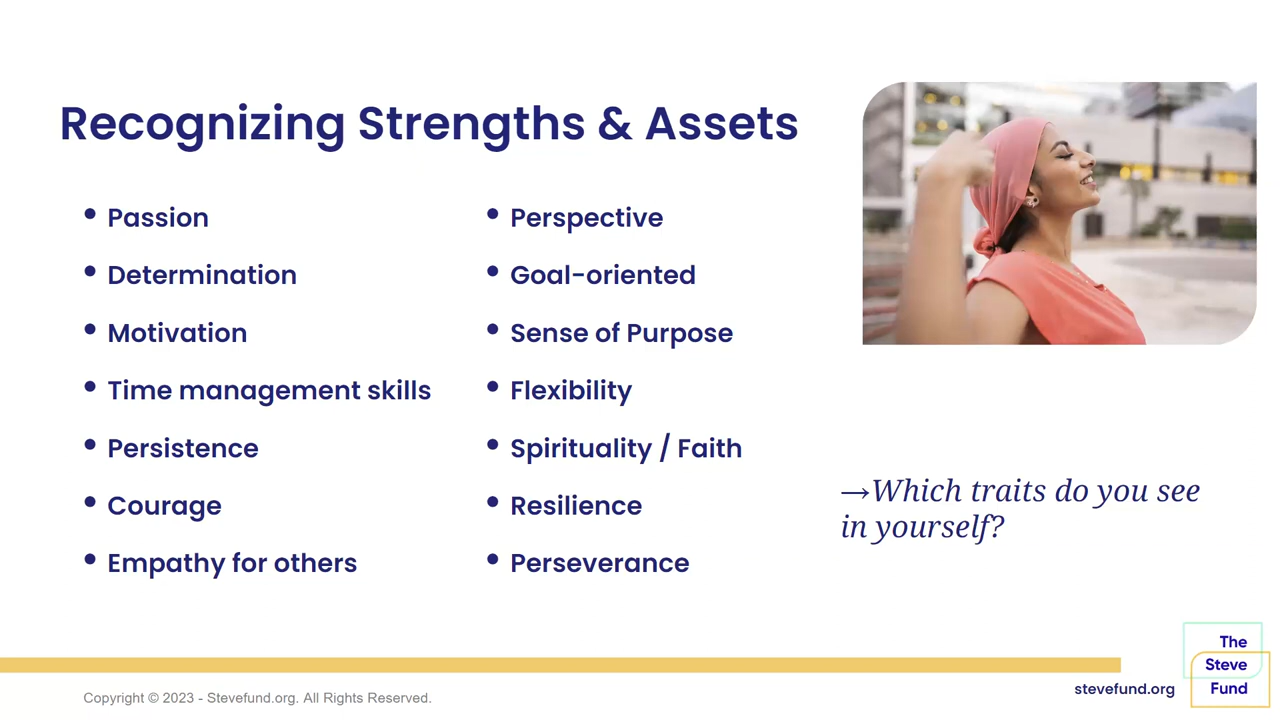 Recognizing Strengths & Assets
• Passion
• Determination
• Motivation
• Time management skills
• Persistence
• Courage
• Empathy for others
• Perspective
• Goal-oriented
• Sense of Purpose
• Flexibility
• Spirituality / Faith
• Resilience
• Perseverance
→Which traits do you see
in yourself?
Copyright © 2023 - Stevefund.org. All Rights Reserved.
stevefund.org
The
Steve
Fund